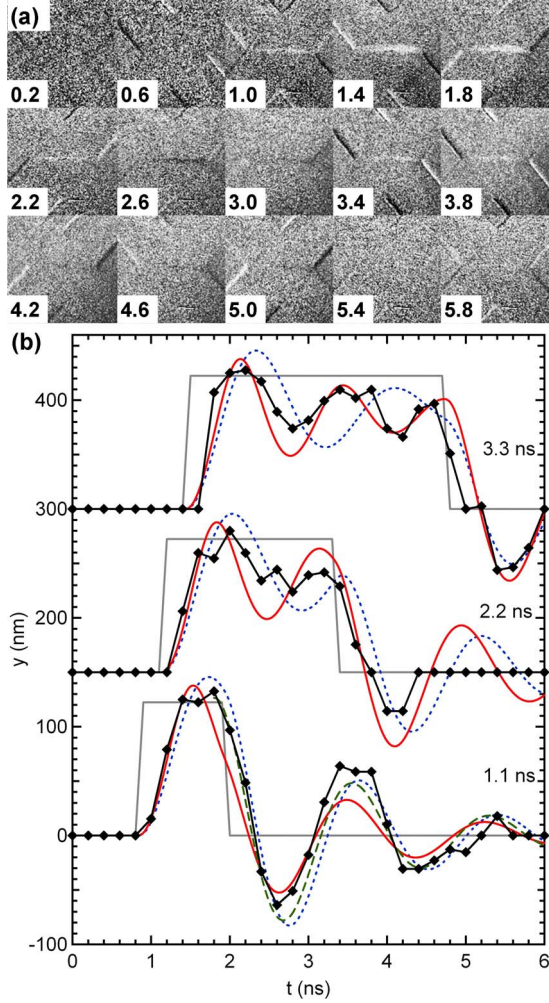 (a)
0.2 0.6 1.0 1.4 1.8
2.2 2.6 3.0 3.4 3.8
4.2 4.6 5.0 5.4 5.8
(b)
400
3.3 ns
300
2.2 ns
200
y (nm)
100
1.1 ns
0
-100
0 1 2 3 4 5 6
t (ns)